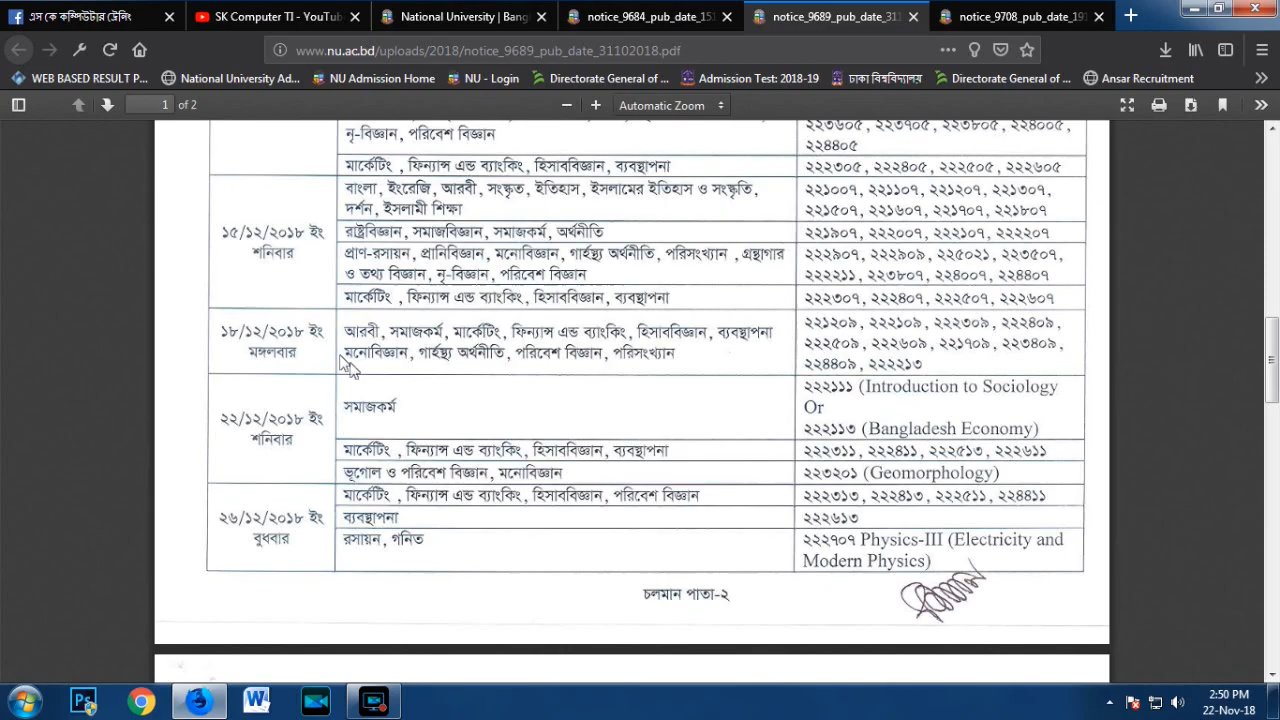 এস কে কম্পিউটার ট্রেনিং
SK Computer TI - YouTube
National University | Bang
notice_9684_pub_date_151
notice_9689_pub_date_311
notice_9708_pub_date_191
www.nu.ac.bd/uploads/2018/notice_9689_pub_date_31102018.pdf
WEB BASED RESULT P...
National University Ad...
NU Admission Home
NU - Login
Directorate General of ...
Admission Test: 2018-19
ঢাকা বিশ্ববিদ্যালয়
Directorate General of ...
Ansar Recruitment
1 of 2
Automatic Zoom
নৃ-বিজ্ঞান, পরিবেশ বিজ্ঞান
২২৩৬০৫, ২২৩৭০৫, ২২৩৮০৫, ২২৪০০৫,
২২৪৪০৫
মার্কেটিং , ফিন্যান্স এন্ড ব্যাংকিং, হিসাববিজ্ঞান, ব্যবস্থাপনা
২২২৩০৫, ২২২৪০৫, ২২২৫০৫, ২২২৬০৫
১৫/১২/২০১৮ ইং
শনিবার
বাংলা, ইংরেজি, আরবী, সংস্কৃত, ইতিহাস, ইসলামের ইতিহাস ও সংস্কৃতি,
দর্শন, ইসলামী শিক্ষা
২২১০০৭, ২২১১০৭, ২২১২০৭, ২২১৩০৭,
২২১৫০৭, ২২১৬০৭, ২২১৭০৭, ২২১৮০৭
রাষ্ট্রবিজ্ঞান, সমাজবিজ্ঞান, সমাজকর্ম, অর্থনীতি
২২১৯০৭, ২২২০০৭, ২২২১০৭, ২২২২০৭
প্রাণ-রসায়ন, প্রানিবিজ্ঞান, মনোবিজ্ঞান, গার্হস্থ্য অর্থনীতি, পরিসংখ্যান ,গ্রন্থাগার
ও তথ্য বিজ্ঞান, নৃ-বিজ্ঞান, পরিবেশ বিজ্ঞান
২২২৯০৭, ২২২৯০৯, ২২৫০২১, ২২৩৫০৭,
২২২২১১, ২২৩৮০৭, ২২৪০০৭, ২২৪৪০৭
মার্কেটিং , ফিন্যান্স এন্ড ব্যাংকিং, হিসাববিজ্ঞান, ব্যবস্থাপনা
২২২৩০৭, ২২২৪০৭, ২২২৫০৭, ২২২৬০৭
১৮/১২/২০১৮ ইং
মঙ্গলবার
আরবী, সমাজকর্ম, মার্কেটিং, ফিন্যান্স এন্ড ব্যাংকিং, হিসাববিজ্ঞান, ব্যবস্থাপনা
মনোবিজ্ঞান, গার্হস্থ্য অর্থনীতি, পরিবেশ বিজ্ঞান, পরিসংখ্যান
২২১২০৯, ২২২১০৯, ২২২৩০৯, ২২২৪০৯,
২২২৫০৯, ২২২৬০৯, ২২১৭০৯, ২২৩৪০৯,
২২৪৪০৯, ২২২২১৩
২২/১২/২০১৮ ইং
শনিবার
সমাজকর্ম
২২২১১১ (Introduction to Sociology
Or
২২২১১৩ (Bangladesh Economy)
মার্কেটিং , ফিন্যান্স এন্ড ব্যাংকিং, হিসাববিজ্ঞান, ব্যবস্থাপনা
২২২৩১১, ২২২৪১১, ২২২৫১৩, ২২২৬১১
ভূগোল ও পরিবেশ বিজ্ঞান, মনোবিজ্ঞান
২২৩২০১ (Geomorphology)
২৬/১২/২০১৮ ইং
বুধবার
মার্কেটিং , ফিন্যান্স এন্ড ব্যাংকিং, হিসাববিজ্ঞান, পরিবেশ বিজ্ঞান
২২২৩১৩, ২২২৪১৩, ২২২৫১১, ২২৪৪১১
ব্যবস্থাপনা
২২২৬১৩
রসায়ন, গনিত
২২২৭০৭ Physics-III (Electricity and
Modern Physics)
চলমান পাতা-২
2:50 PM
22-Nov-18